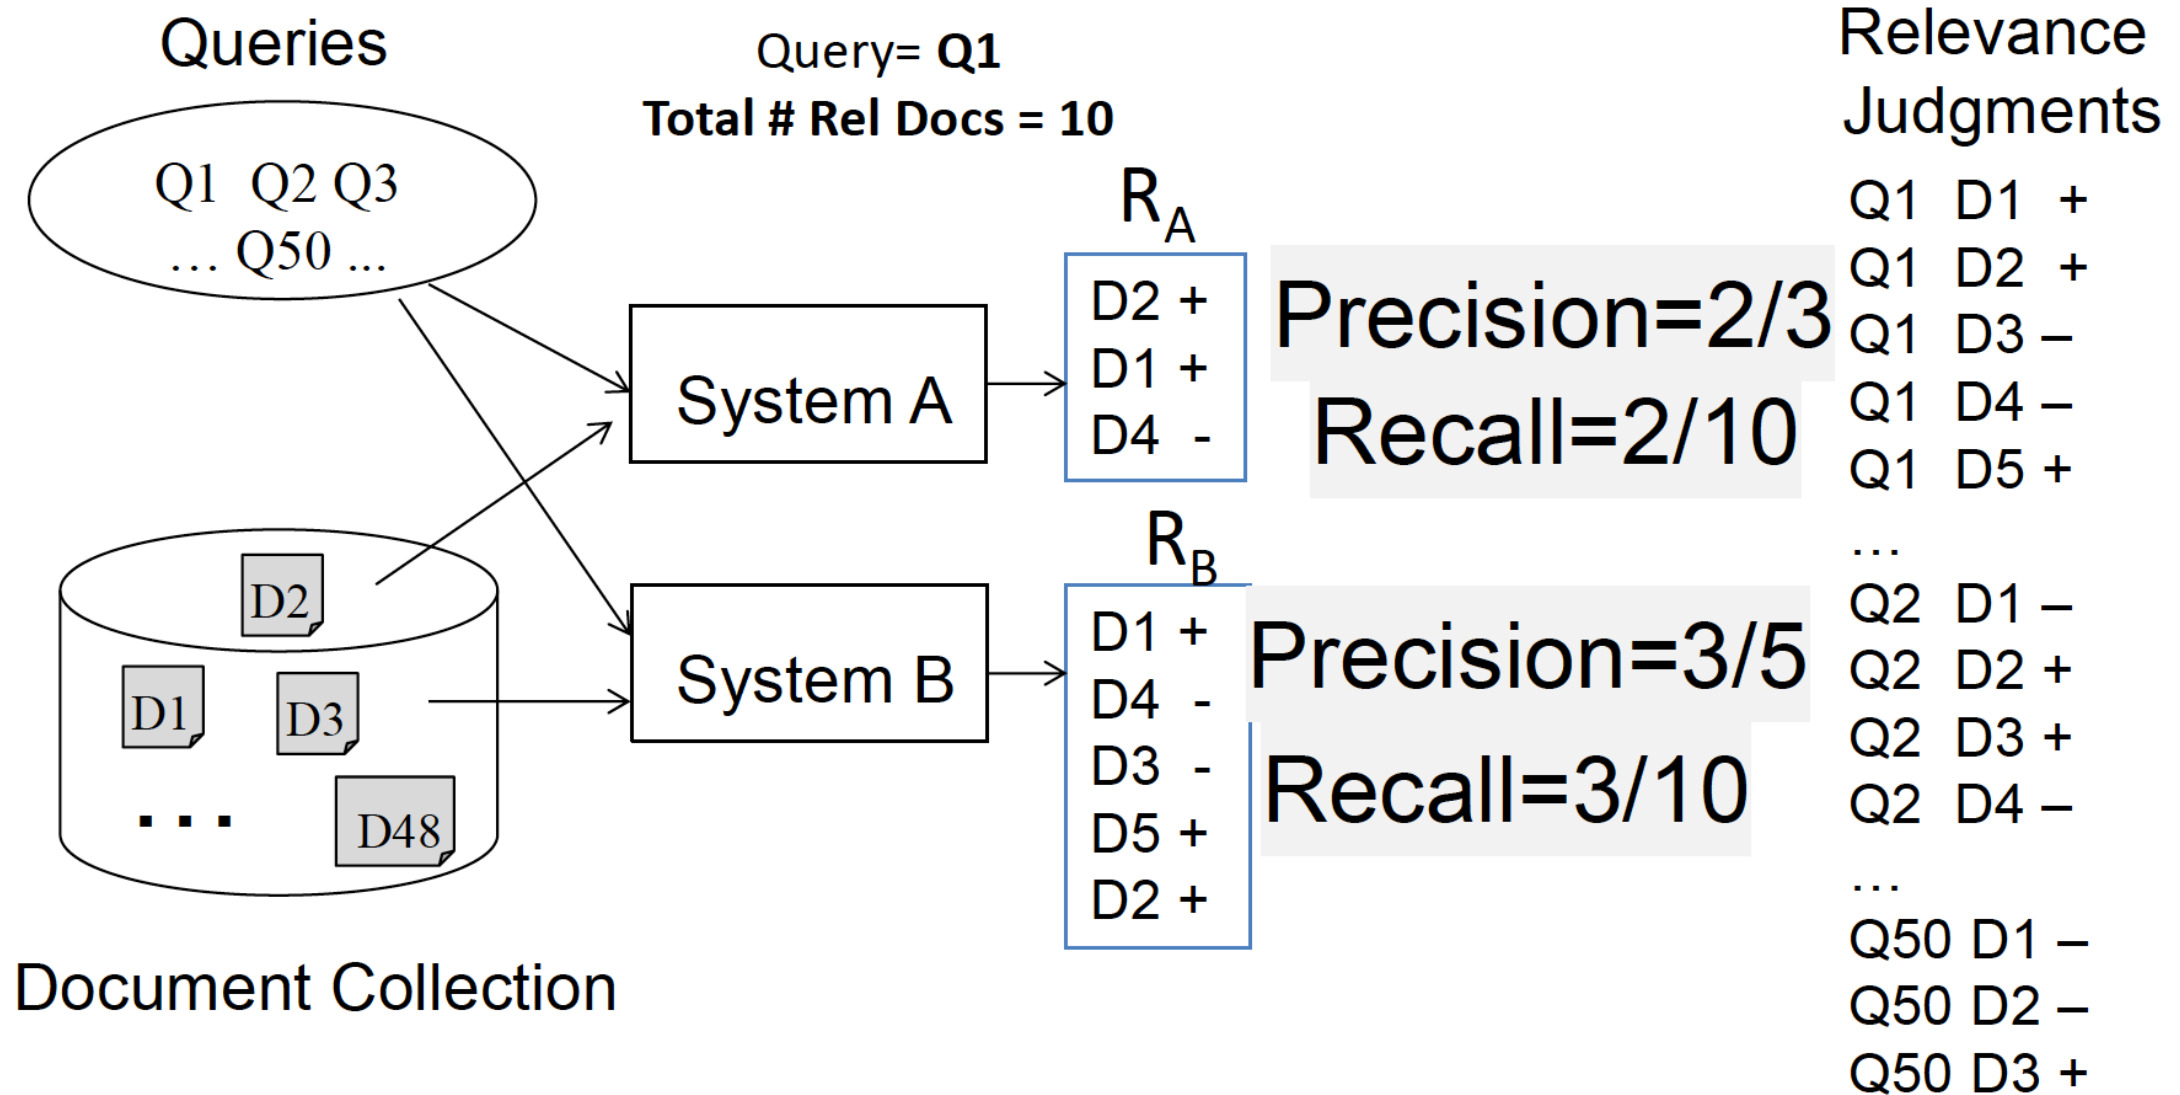 Queries
Q1 Q2 Q3
… Q50 ...
Query= Q1
Total # Rel Docs = 10
System A
System B
D2
D1
D3
...
D48
Document Collection
RA
D2 +
D1 +
D4 -
Precision=2/3
Recall=2/10
RB
D1 +
D4 -
D3 -
D5 +
D2 +
Precision=3/5
Recall=3/10
Relevance
Judgments
Q1 D1 +
Q1 D2 +
Q1 D3 –
Q1 D4 –
Q1 D5 +
…
Q2 D1 –
Q2 D2 +
Q2 D3 +
Q2 D4 –
…
Q50 D1 –
Q50 D2 –
Q50 D3 +